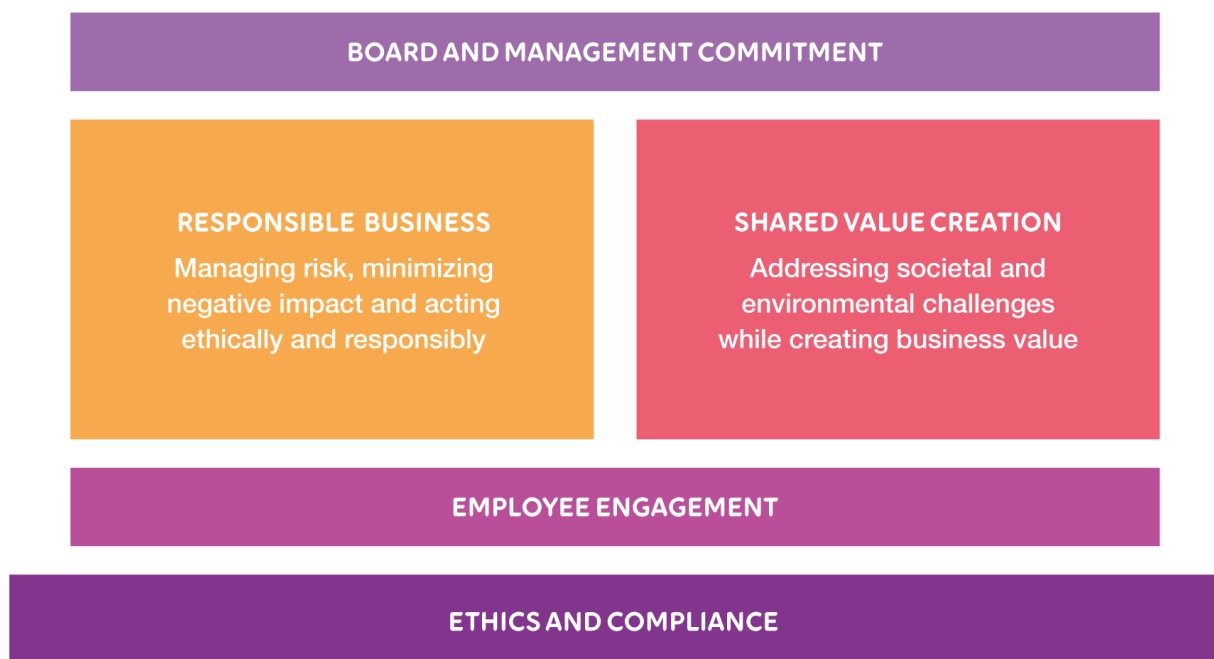 BOARD AND MANAGEMENT COMMITMENT
RESPONSIBLE BUSINESS
Managing risk, minimizing
negative impact and acting
ethically and responsibly
SHARED VALUE CREATION
Addressing societal and
environmental challenges
while creating business value
EMPLOYEE ENGAGEMENT
ETHICS AND COMPLIANCE